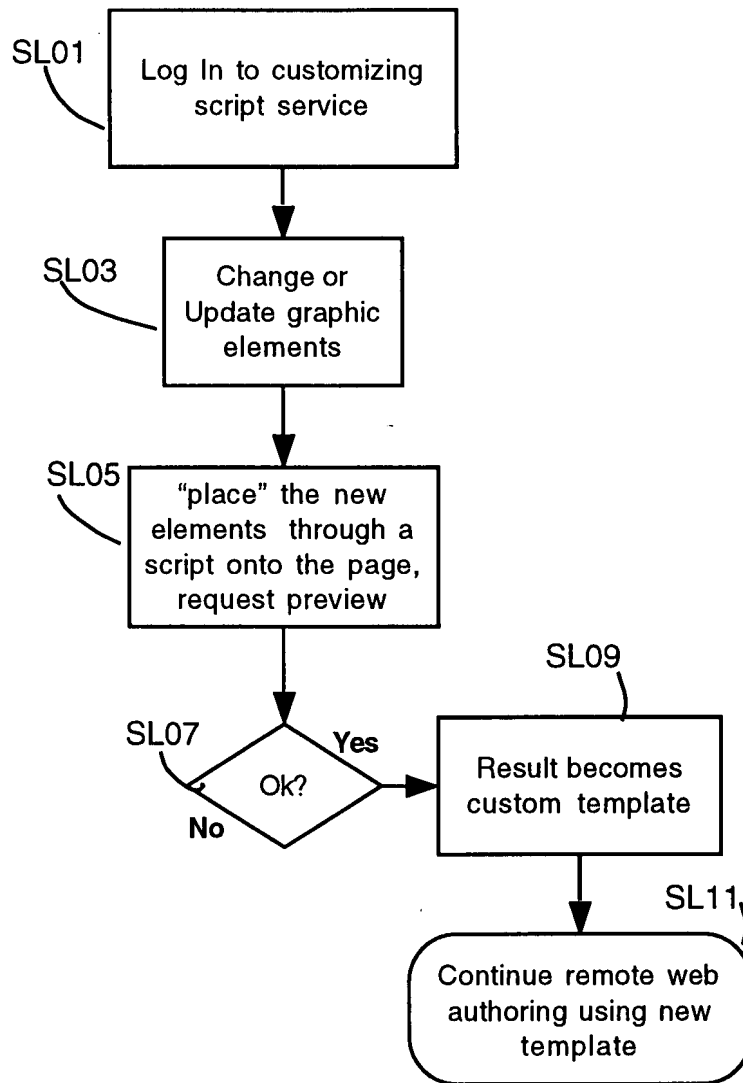 SL01
Log In to customizing
script service
SL03
Change or
Update graphic
elements
SL05
“place” the new
elements through a
script onto the page,
request preview
SL09
SL07
Yes
Ok?
No
Result becomes
custom template
SL11
Continue remote web
authoring using new
template